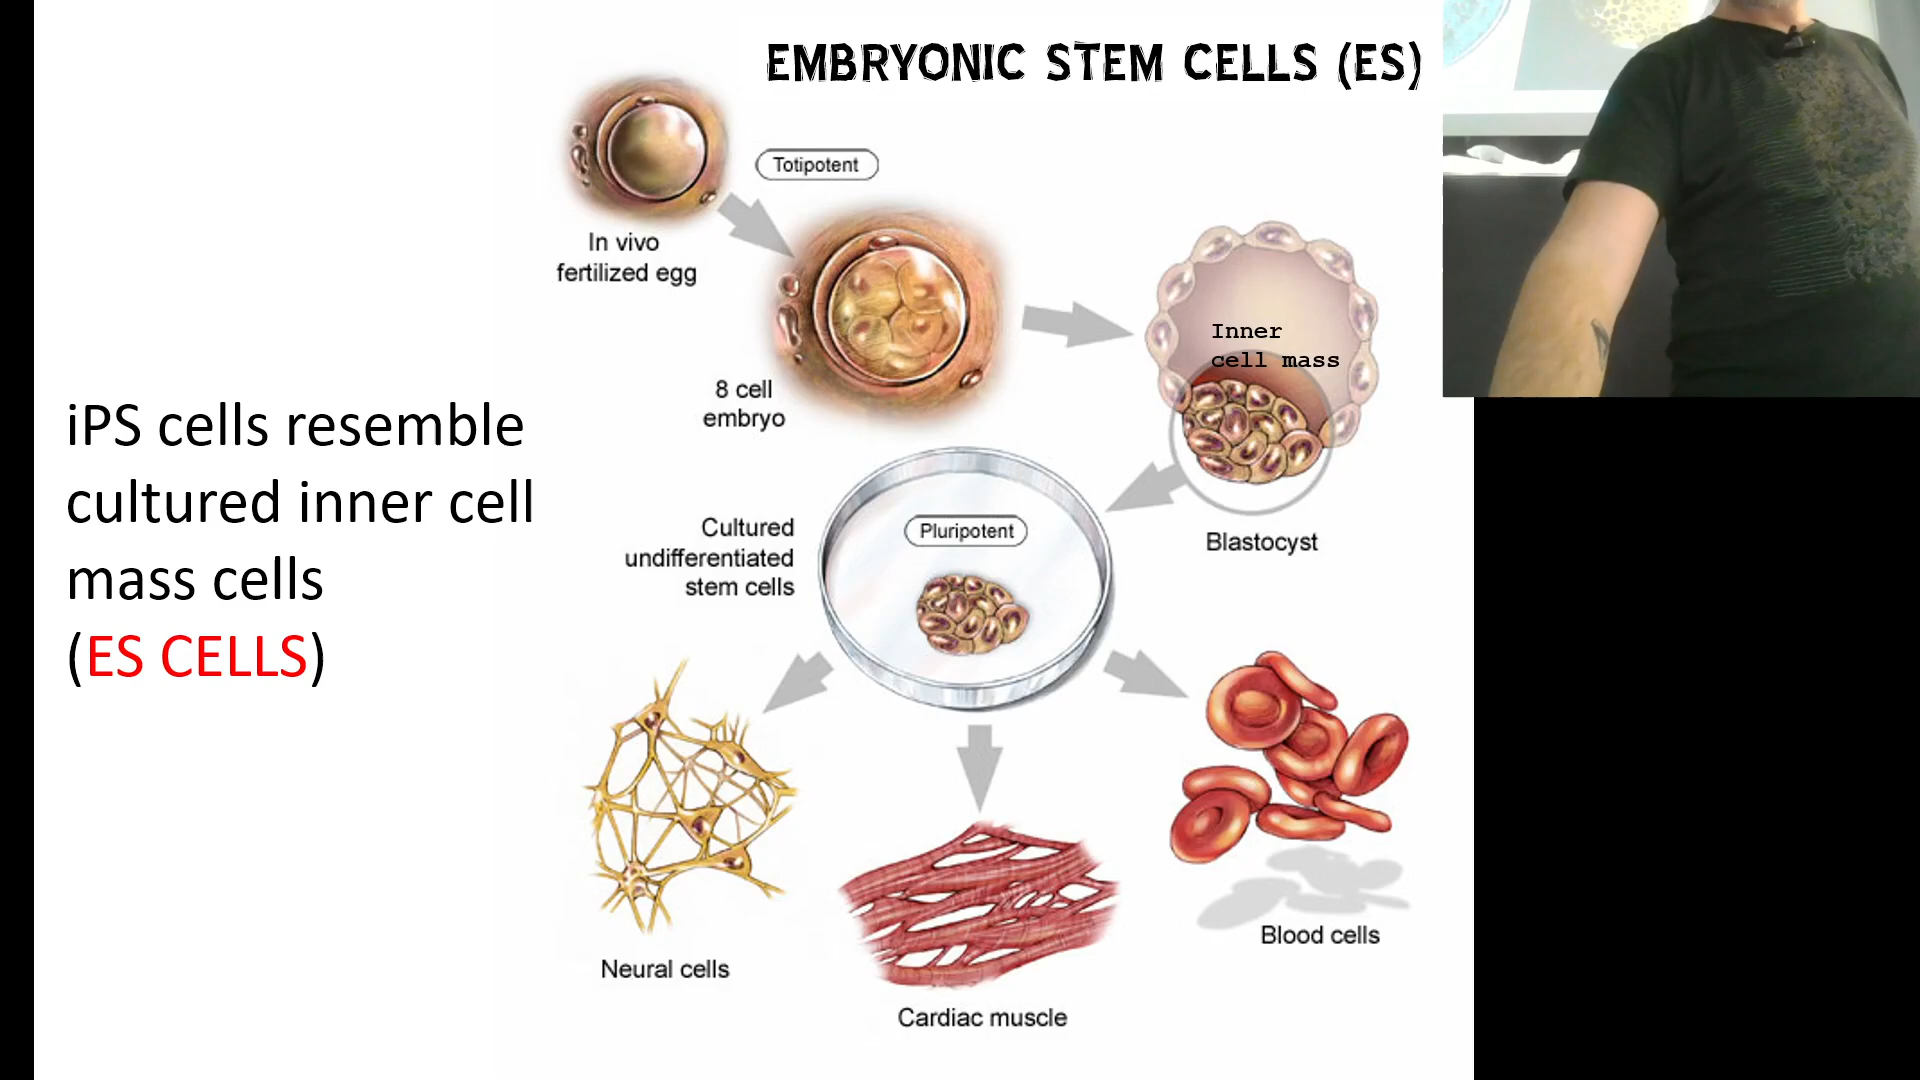 EMBRYONIC STEM CELLS (ES)
Totipotent
In vivo
fertilized egg
Inner
cell mass
8 cell
embryo
iPS cells resemble
cultured inner cell
mass cells
(ES CELLS)
Cultured
undifferentiated
stem cells
Pluripotent
Blastocyst
Neural cells
Cardiac muscle
Blood cells